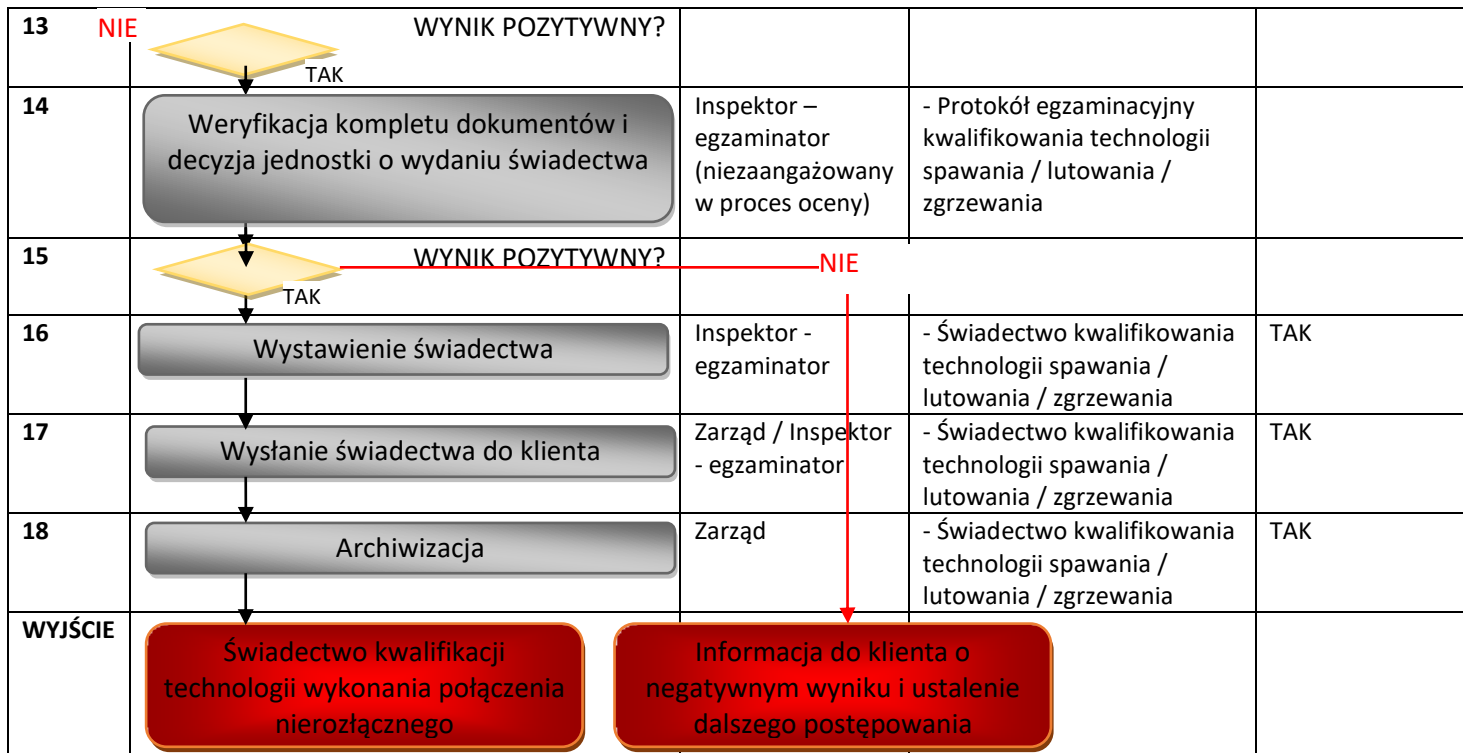 13 NIE WYNIK POZYTYWNY?
TAK
14
Weryfikacja kompletu dokumentów i
decyzja jednostki o wydaniu świadectwa
Inspektor –
egzaminator
(niezaangażowany
w proces oceny)
- Protokół egzaminacyjny
kwalifikowania technologii
spawania / lutowania /
zgrzewania
15 WYNIK POZYTYWNY? NIE
TAK
16
Wystawienie świadectwa
Inspektor -
egzaminator
- Świadectwo kwalifikowania
technologii spawania /
lutowania / zgrzewania
TAK
17
Wysłanie świadectwa do klienta
Zarząd / Inspektor
- egzaminator
- Świadectwo kwalifikowania
technologii spawania /
lutowania / zgrzewania
TAK
18
Archiwizacja
Zarząd
- Świadectwo kwalifikowania
technologii spawania /
lutowania / zgrzewania
TAK
WYJŚCIE
Świadectwo kwalifikacji
technologii wykonania połączenia
nierozłącznego
Informacja do klienta o
negatywnym wyniku i ustalenie
dalszego postępowania